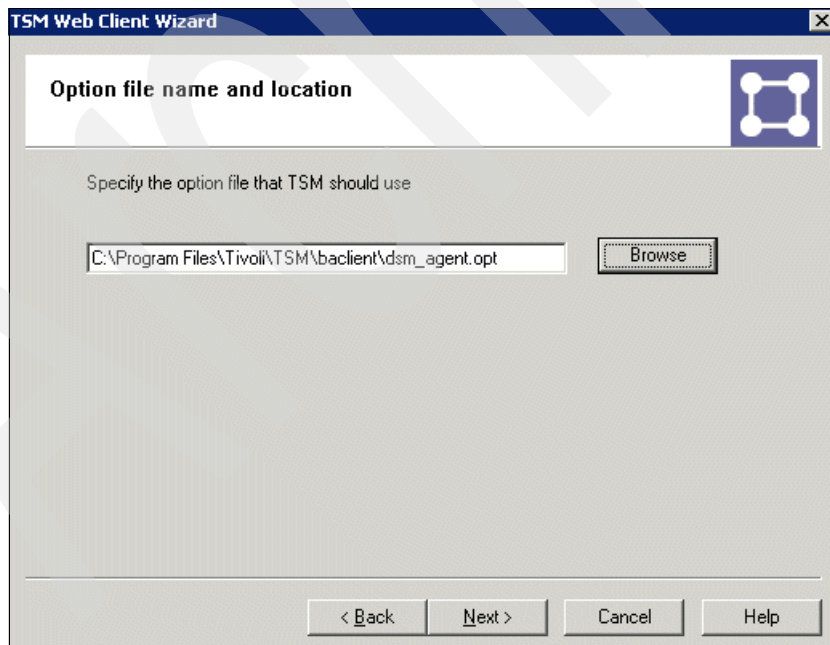 TSM Web Client Wizard
Option file name and location
Specify the option file that TSM should use
C:\Program Files\Tivoli\TSM\baclient\dsm_agent.opt
Browse
< Back
Next >
Cancel
Help